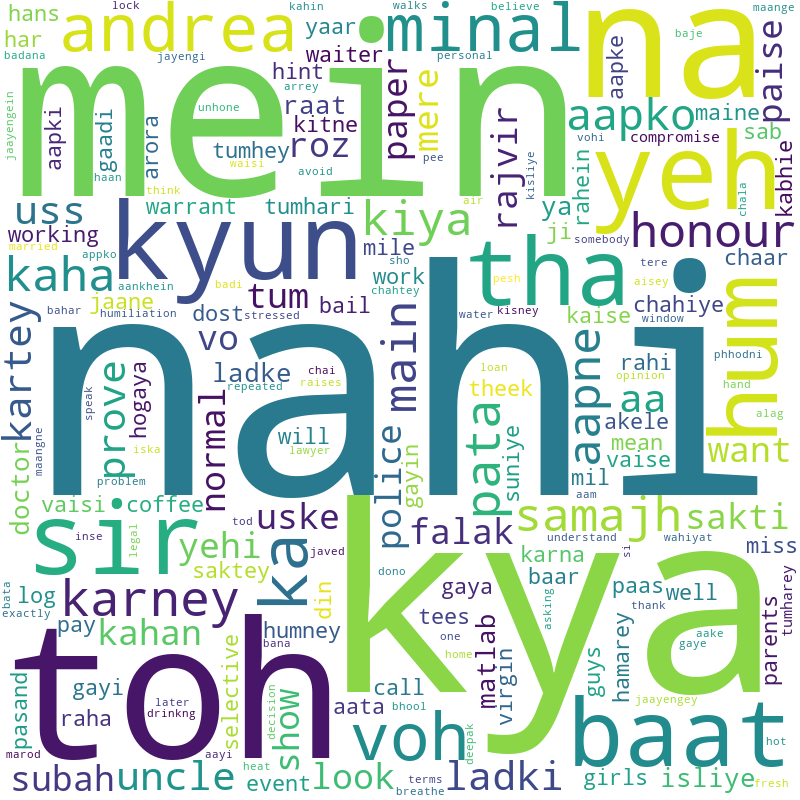 hans kahin lock yaar walks believe maange
har andrea minal na baje
badana jayengi waiter personal aapke paise
jaayengein mein hint arrey paper mere aapko maine sab
aapki gaadi arora unhone raat kitne roz rajvir yeh compromise vohi kabhie
haan tumhey avoid pee kisliye rahein chala
think waisi air
uss warrant tumhari kiya ya ji honour
working kyun mile somebody
married appko sho tere aisey chaar
kaha aankhein badi work pesh tha hum
jaane tum bail chahtey kisney chahiye
bahar humiliation dost stressed water kaise window
kartey vo main aapne phhodni
ladke chai loan rahi
nahi repeated raises theek opinion hand alag
prove hogaya normal pata aa akele want
speak will police suniye mean
maangne iska lawyer gayin vaise
doctor problem aam mil
vaisi coffee samajh sakti
sir tod uske falak
inse legal javed understand wahiyat
yehi ka kya karna si miss
bata saktey dono baar
log din gaya paas well thank
exactly karney tumharey
toh humney tees asking aake
pay kahan bana one matlab virgin guys hamarey parents
pasand gayi selective home gaye
later call jaayengey
raha drinkng show decision aata bhool voh deepak baat hot
marod aayi heat
subah uncle event look terms ladki girls isliye fresh
breathe